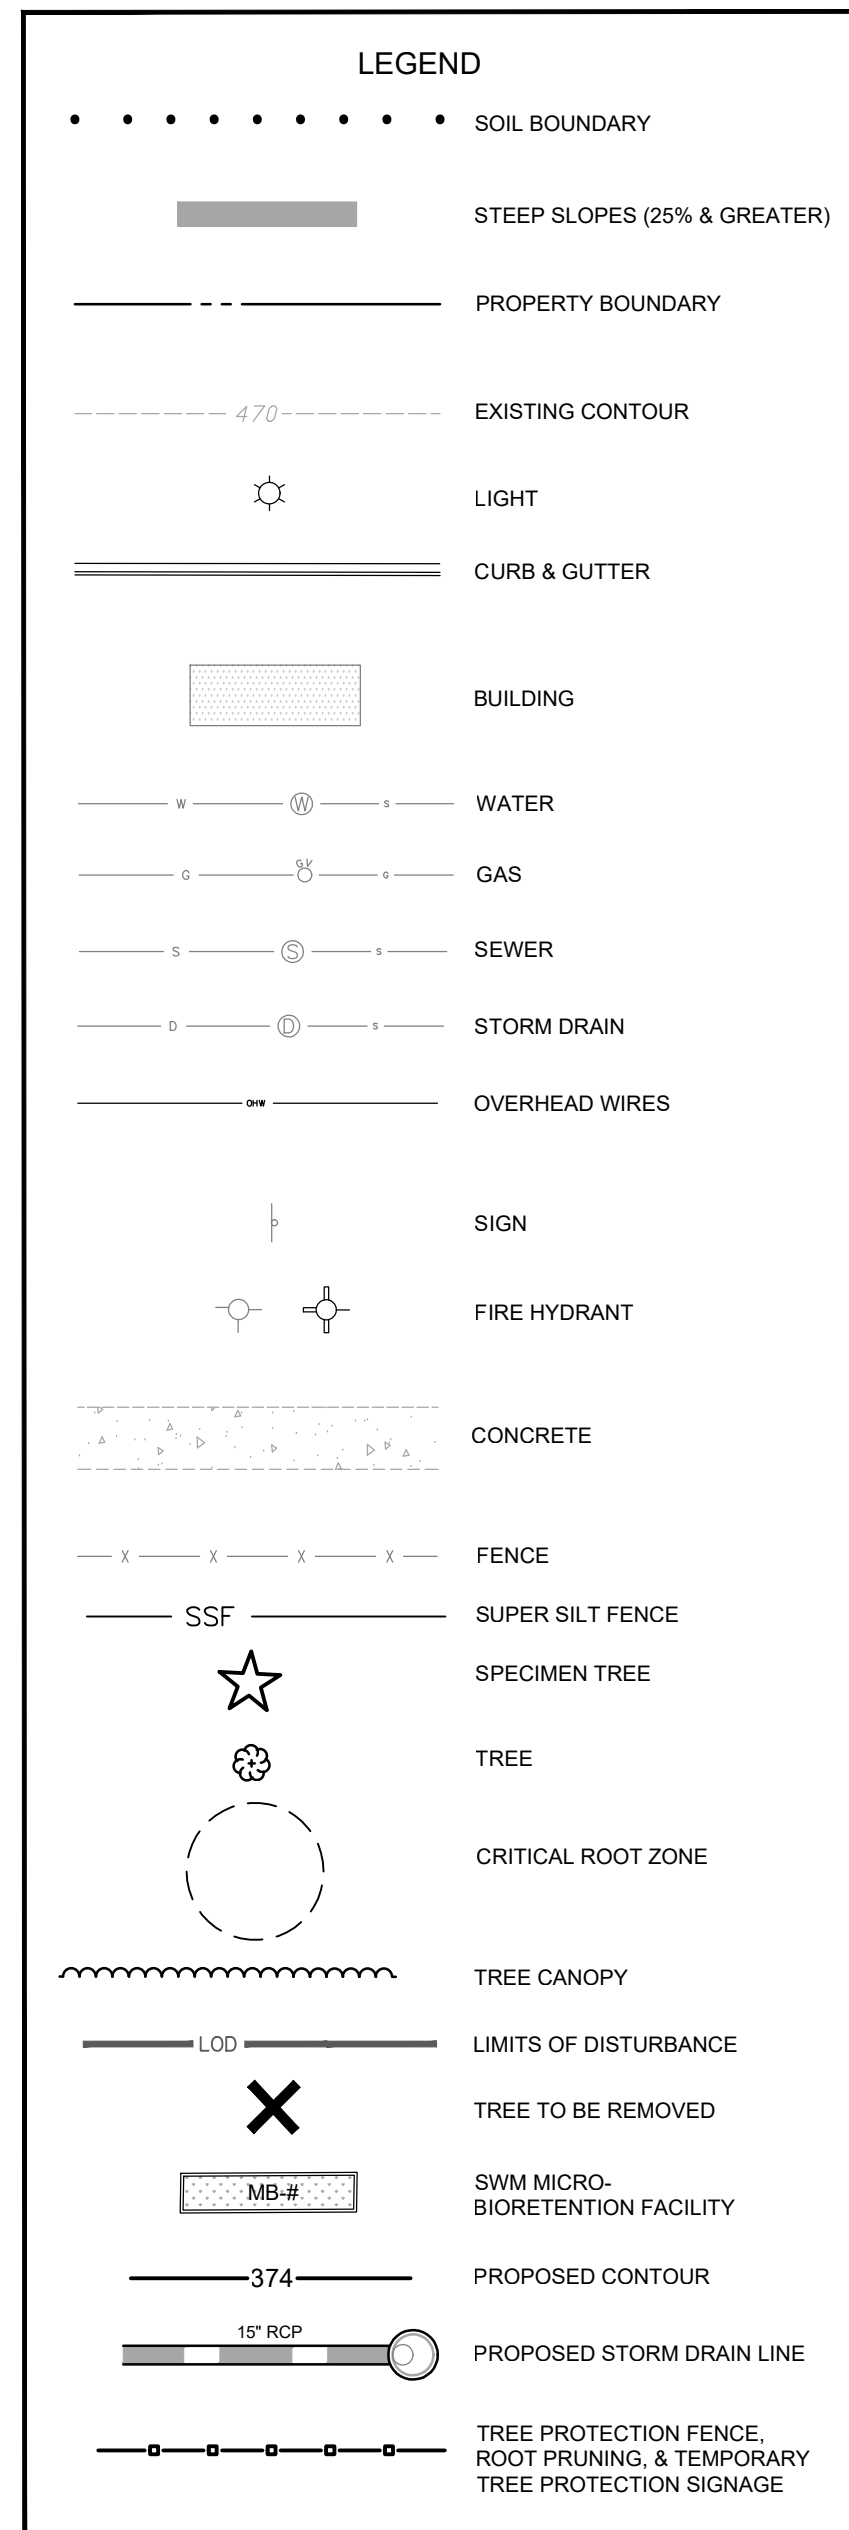 LEGEND
SOIL BOUNDARY
STEEP SLOPES (25% & GREATER)
PROPERTY BOUNDARY
470 EXISTING CONTOUR
LIGHT
CURB & GUTTER
BUILDING
W W s WATER
GV
G G GAS
S S s SEWER
D D s STORM DRAIN
OHW OVERHEAD WIRES
SIGN
FIRE HYDRANT
CONCRETE
X X X X FENCE
SSF SUPER SILT FENCE
SPECIMEN TREE
TREE
CRITICAL ROOT ZONE
TREE CANOPY
LOD LIMITS OF DISTURBANCE
TREE TO BE REMOVED
MB-# SWM MICRO-
BIORETENTION FACILITY
374 PROPOSED CONTOUR
15" RCP
PROPOSED STORM DRAIN LINE
TREE PROTECTION FENCE,
ROOT PRUNING, & TEMPORARY
TREE PROTECTION SIGNAGE